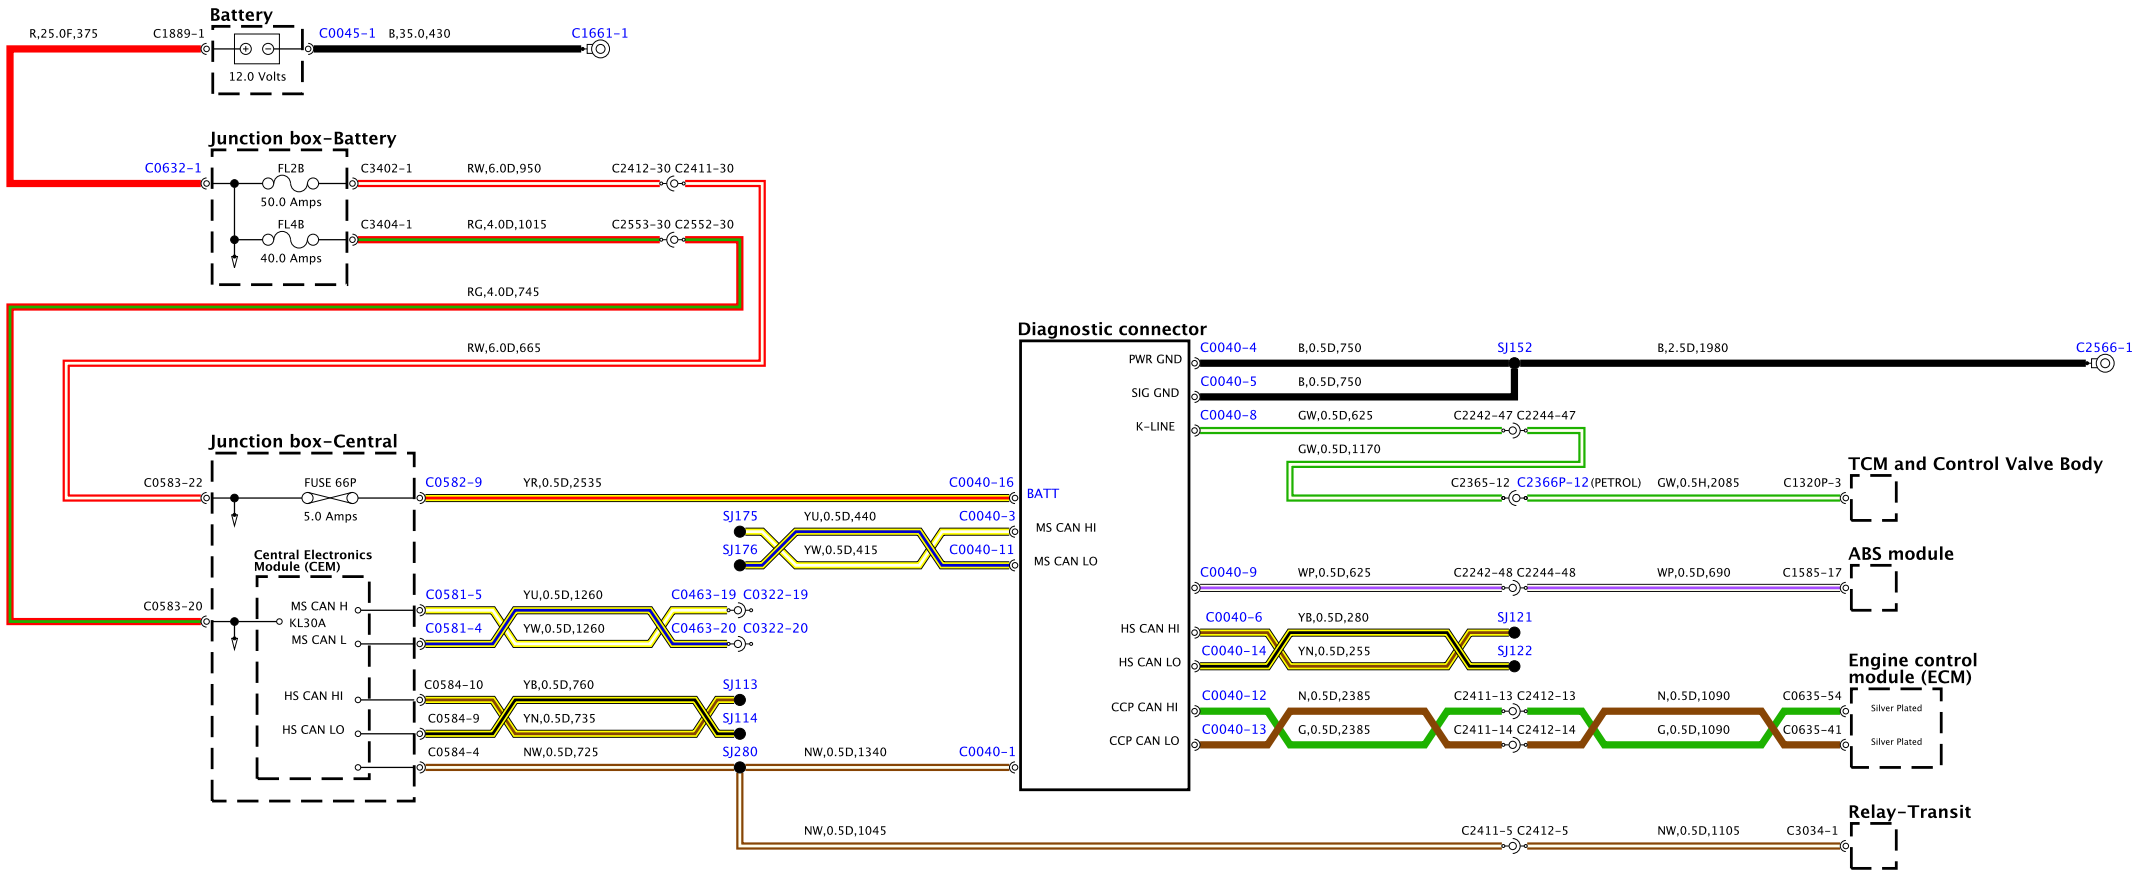 Battery
R,25.0F,375 C1889-1 C0045-1 B,35.0,430 C1661-1
12.0 Volts
Junction box-Battery
C0632-1 FL2B C3402-1 RW,6.0D,950 C2412-30 C2411-30
50.0 Amps
FL4B C3404-1 RG,4.0D,1015 C2553-30 C2552-30
40.0 Amps
RG,4.0D,745
RW,6.0D,665
Diagnostic connector
PWR GND C0040-4 B,0.5D,750 SJ152 B,2.5D,1980 C2566-1
SIG GND C0040-5 B,0.5D,750
K-LINE C0040-8 GW,0.5D,625 C2242-47 C2244-47
GW,0.5D,1170
Junction box-Central
TCM and Control Valve Body
C0583-22 FUSE 66P C0582-9 YR,0.5D,2535 C0040-16 BATT C2365-12 C2366P-12 (PETROL) GW,0.5H,2085 C1320P-3
5.0 Amps
SJ175 YU,0.5D,440 C0040-3 MS CAN HI
SJ176 YW,0.5D,415 C0040-11 MS CAN LO
Central Electronics
Module (CEM)
ABS module
C0040-9 WP,0.5D,625 C2242-48 C2244-48 WP,0.5D,690 C1585-17
MS CAN H C0581-5 YU,0.5D,1260 C0463-19 C0322-19
C0583-20 KL30A
MS CAN L C0581-4 YW,0.5D,1260 C0463-20 C0322-20
HS CAN HI C0040-6 YB,0.5D,280 SJ121
HS CAN LO C0040-14 YN,0.5D,255 SJ122
Engine control
module (ECM)
HS CAN HI C0584-10 YB,0.5D,760 SJ113
HS CAN LO C0584-9 YN,0.5D,735 SJ114
CCP CAN HI C0040-12 N,0.5D,2385 C2411-13 C2412-13 N,0.5D,1090 C0635-54 Silver Plated
CCP CAN LO C0040-13 G,0.5D,2385 C2411-14 C2412-14 G,0.5D,1090 C0635-41 Silver Plated
C0584-4 NW,0.5D,725 SJ280 NW,0.5D,1340 C0040-1
Relay-Transit
NW,0.5D,1045 C2411-5 C2412-5 NW,0.5D,1105 C3034-1